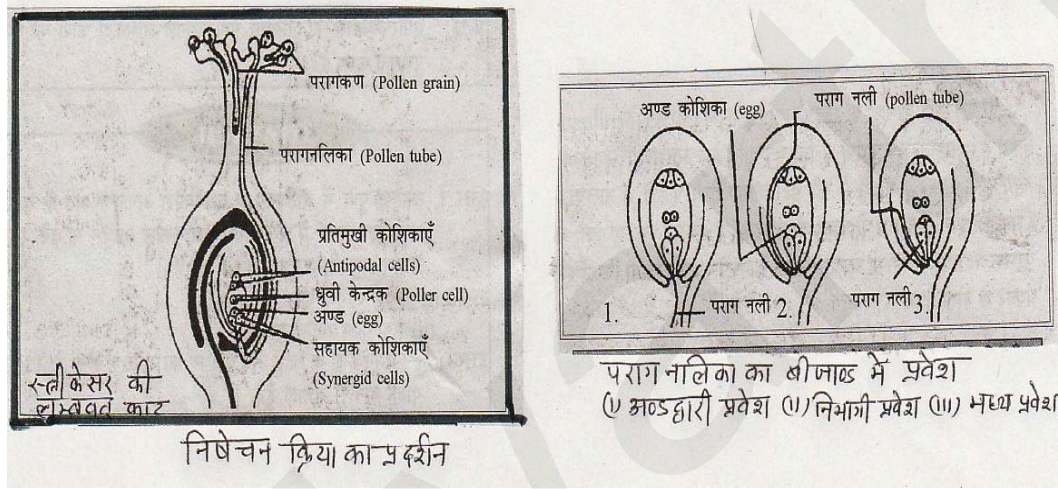 परागकण (Pollen grain)
परागनलिका (Pollen tube)
प्रतिमुखी कोशिकाएँ
(Antipodal cells)
ध्रुवी केन्द्रक (Poller cell)
अण्ड (egg)
सहायक कोशिकाएँ
(Synergid cells)
स्त्रीकेसर की
लम्बवत काट
निषेचन क्रिया का प्रदर्शन
अण्ड कोशिका (egg)
पराग नली (pollen tube)
1.
पराग नली 2.
पराग नली 3.
पराग नलिका का बीजाण्ड में प्रवेश
(I) अण्डद्वारी प्रवेश (II) निभागी प्रवेश (III) मध्य प्रवेश